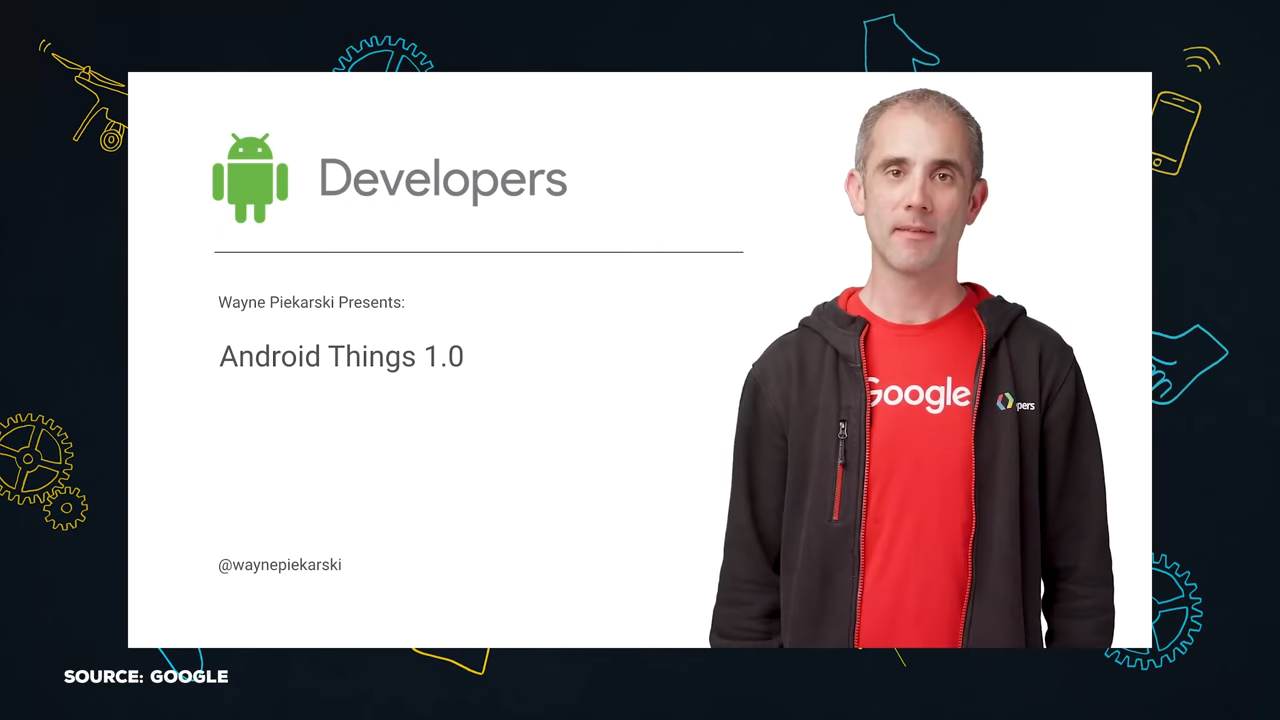 Developers
Wayne Piekarski Presents:
Android Things 1.0
@waynepiekarski
Google
pers
SOURCE: GOOGLE